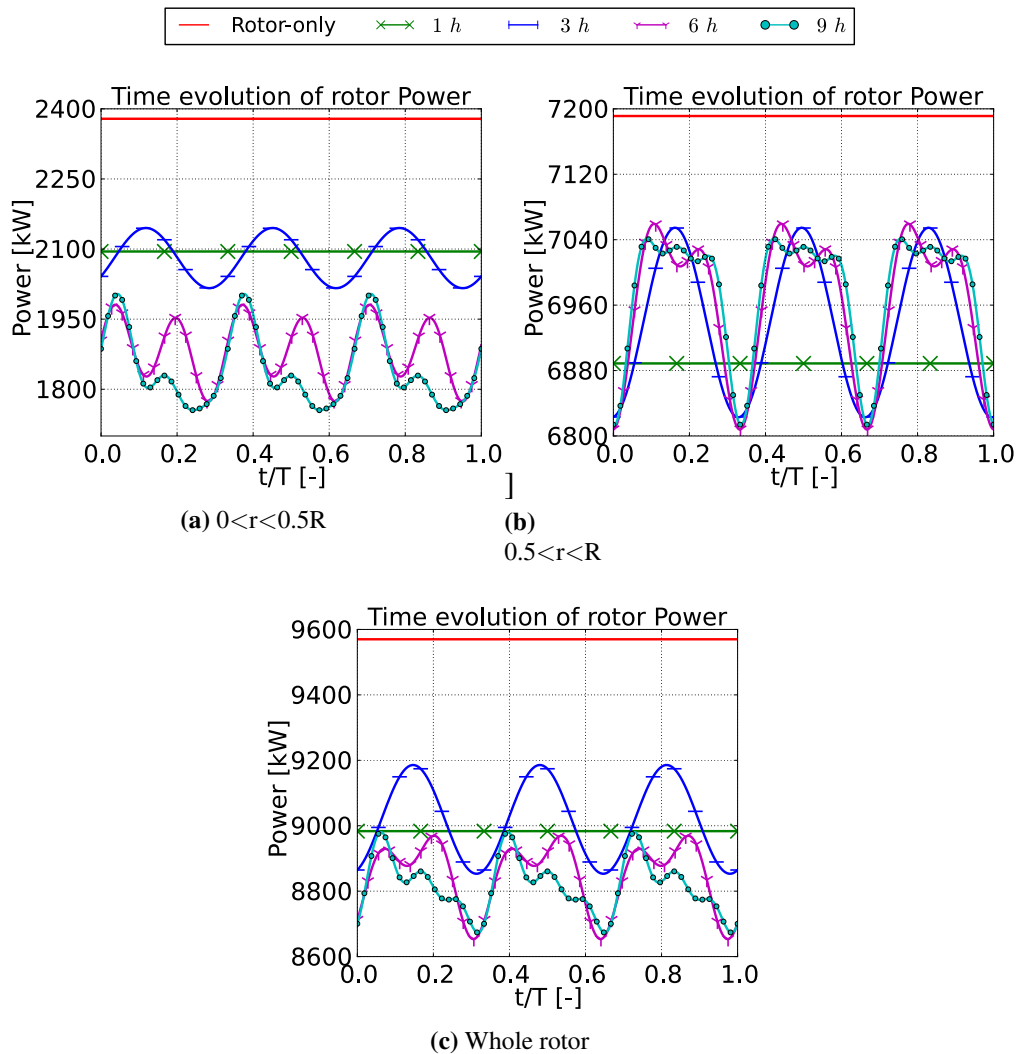 Rotor-only 1 h 3 h 6 h 9 h
Time evolution of rotor Power
2400
2250
2100
1950
1800
Power [kW]
0.0 0.2 0.4 0.6 0.8 1.0
t/T [-]
(a) 0<r<0.5R
Time evolution of rotor Power
7200
7120
7040
6960
6880
6800
Power [kW]
0.0 0.2 0.4 0.6 0.8 1.0
t/T [-]
]
(b)
0.5<r<R
Time evolution of rotor Power
9600
9400
9200
9000
8800
8600
Power [kW]
0.0 0.2 0.4 0.6 0.8 1.0
t/T [-]
(c) Whole rotor